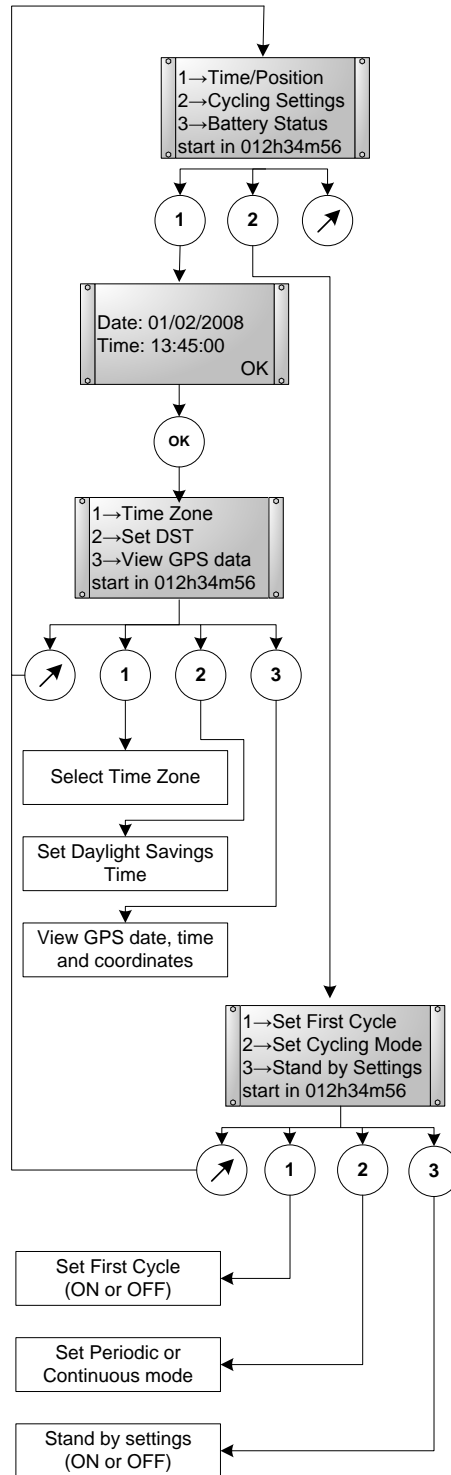 1→Time/Position
2→Cycling Settings
3→Battery Status
start in 012h34m56
1
2
Date: 01/02/2008
Time: 13:45:00
OK
OK
1→Time Zone
2→Set DST
3→View GPS data
start in 012h34m56
1
2
3
Select Time Zone
Set Daylight Savings
Time
View GPS date, time
and coordinates
1→Set First Cycle
2→Set Cycling Mode
3→Stand by Settings
start in 012h34m56
1
2
3
Set First Cycle
(ON or OFF)
Set Periodic or
Continuous mode
Stand by settings
(ON or OFF)